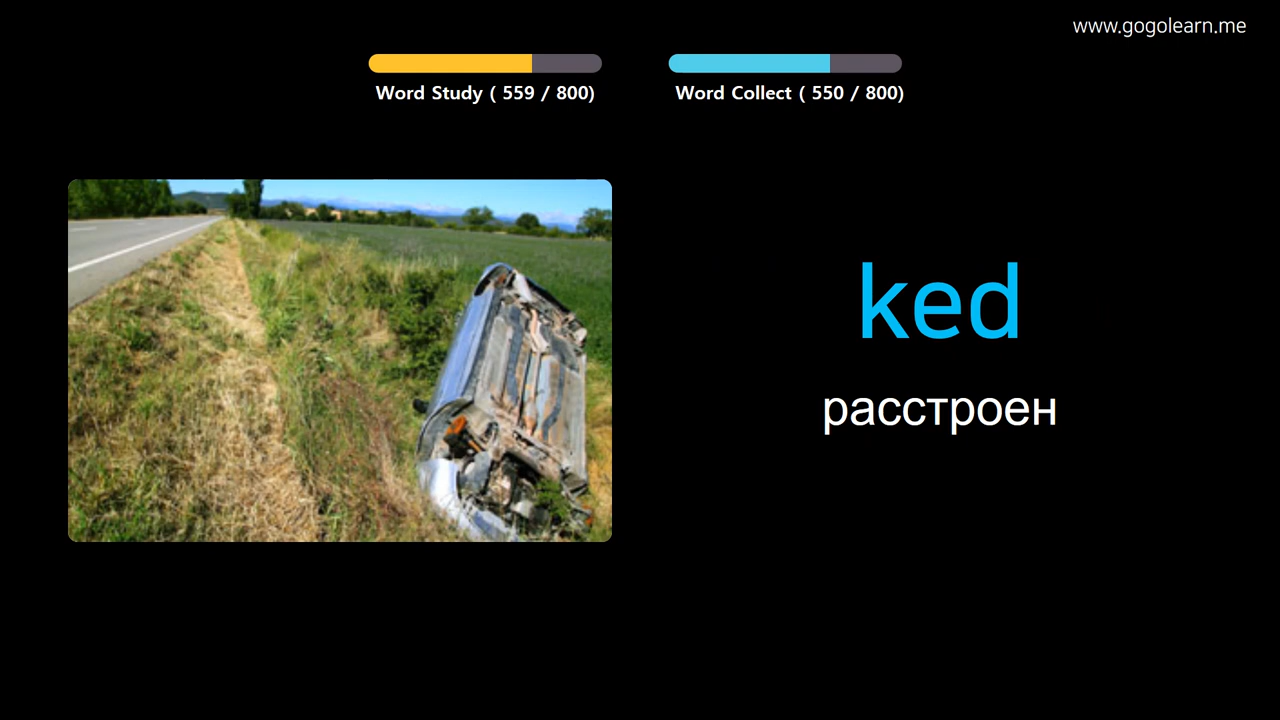 www.gogolearn.me
Word Study ( 559 / 800)
Word Collect ( 550 / 800)
ked
расстроен